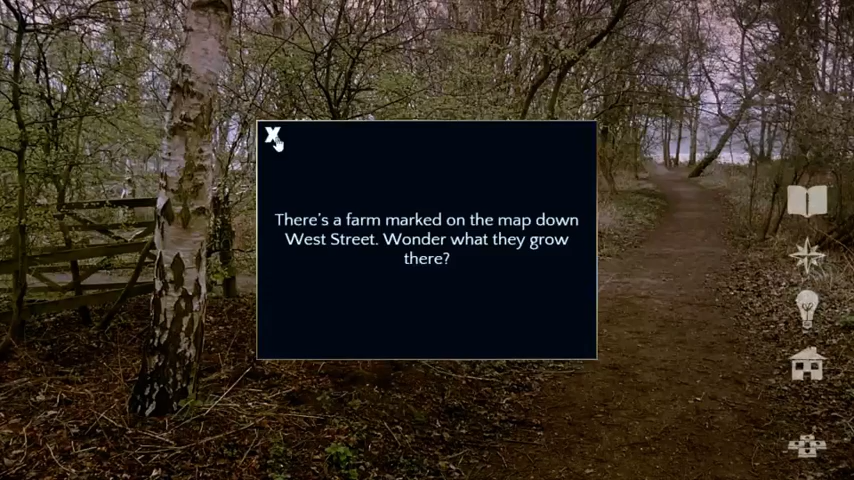 X
There's a farm marked on the map down
West Street. Wonder what they grow
there?